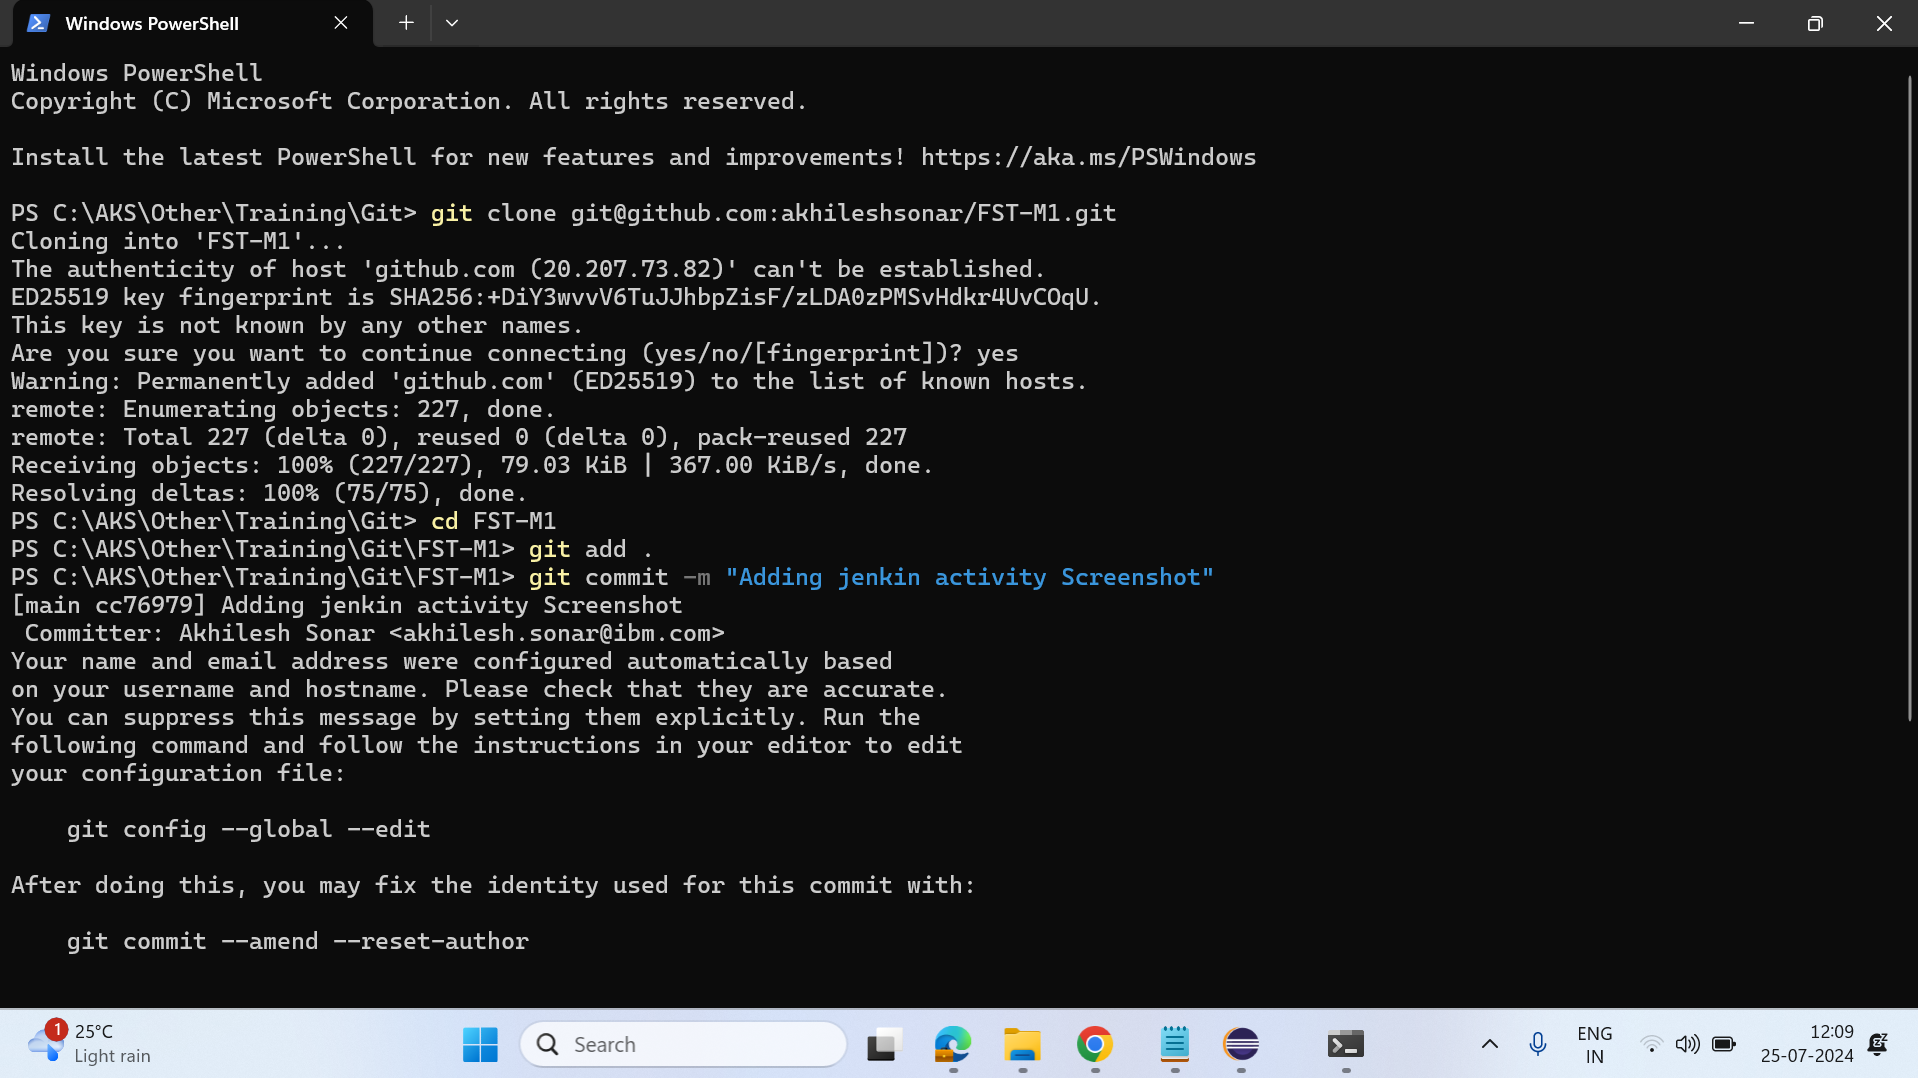 Windows PowerShell
Windows PowerShell
Copyright (C) Microsoft Corporation. All rights reserved.
Install the latest PowerShell for new features and improvements! https://aka.ms/PSWindows
PS C:\AKS\Other\Training\Git> git clone git@github.com:akhileshsonar/FST-M1.git
Cloning into 'FST-M1'...
The authenticity of host 'github.com (20.207.73.82)' can't be established.
ED25519 key fingerprint is SHA256:+DiY3wvvV6TuJJhbpZisF/zLDA0zPMSvHdkr4UvCOqU.
This key is not known by any other names.
Are you sure you want to continue connecting (yes/no/[fingerprint])? yes
Warning: Permanently added 'github.com' (ED25519) to the list of known hosts.
remote: Enumerating objects: 227, done.
remote: Total 227 (delta 0), reused 0 (delta 0), pack-reused 227
Receiving objects: 100% (227/227), 79.03 KiB | 367.00 KiB/s, done.
Resolving deltas: 100% (75/75), done.
PS C:\AKS\Other\Training\Git> cd FST-M1
PS C:\AKS\Other\Training\Git\FST-M1> git add .
PS C:\AKS\Other\Training\Git\FST-M1> git commit -m "Adding jenkin activity Screenshot"
[main cc76979] Adding jenkin activity Screenshot
 Committer: Akhilesh Sonar <akhilesh.sonar@ibm.com>
Your name and email address were configured automatically based
on your username and hostname. Please check that they are accurate.
You can suppress this message by setting them explicitly. Run the
following command and follow the instructions in your editor to edit
your configuration file:
    git config --global --edit
After doing this, you may fix the identity used for this commit with:
    git commit --amend --reset-author
1
25°C
Light rain
Search
ENG
IN
12:09
25-07-2024